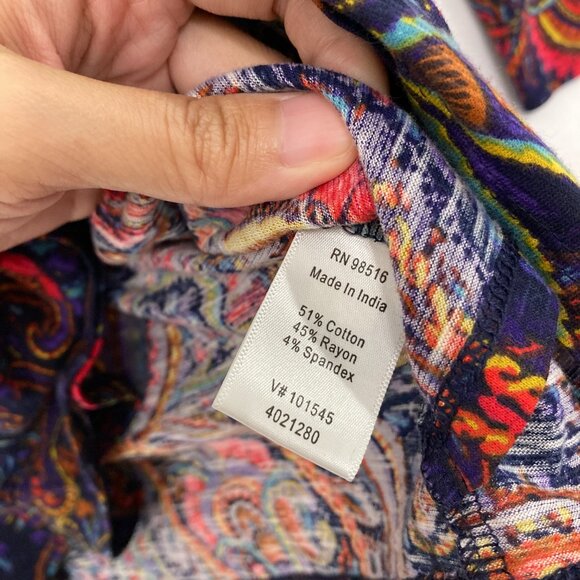 RN 98516
Made In India
51% Cotton
45% Rayon
4% Spandex
V# 101545
4021280